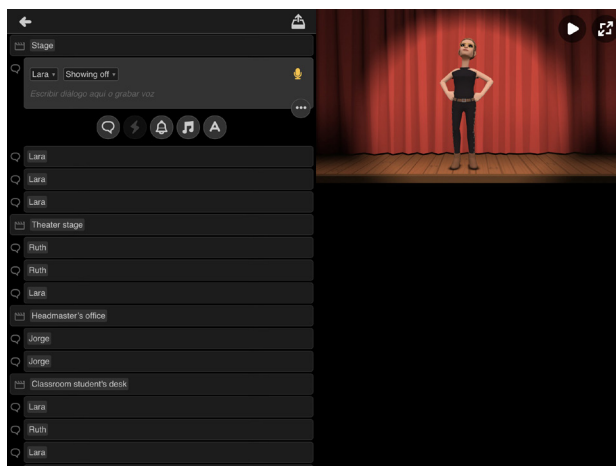 Stage
Lara Showing off
Escribir diálogo aquí o grabar voz
A
Lara
Lara
Lara
Theater stage
Ruth
Ruth
Lara
Headmaster's office
Jorge
Jorge
Classroom student's desk
Lara
Ruth
Lara